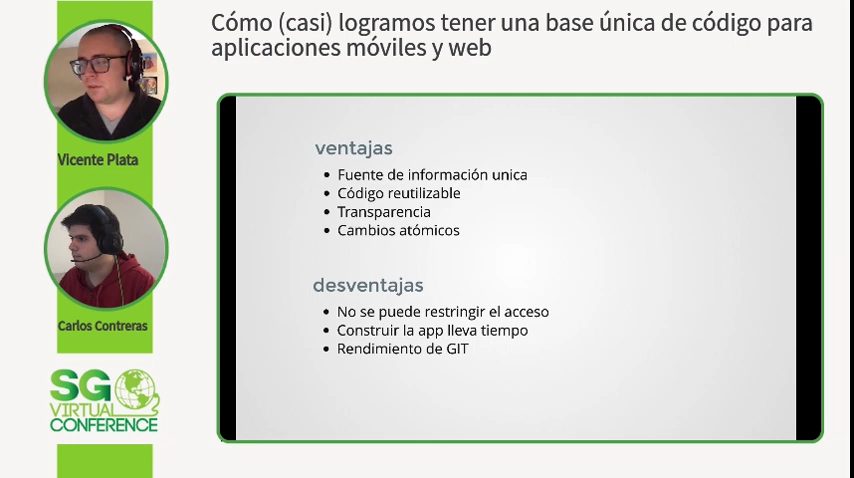 Cómo (casi) logramos tener una base única de código para
aplicaciones móviles y web
Vicente Plata
Carlos Contreras
SG
VIRTUAL
CONFERENCE
ventajas
• Fuente de información unica
• Código reutilizable
• Transparencia
• Cambios atómicos
desventajas
• No se puede restringir el acceso
• Construir la app lleva tiempo
• Rendimiento de GIT